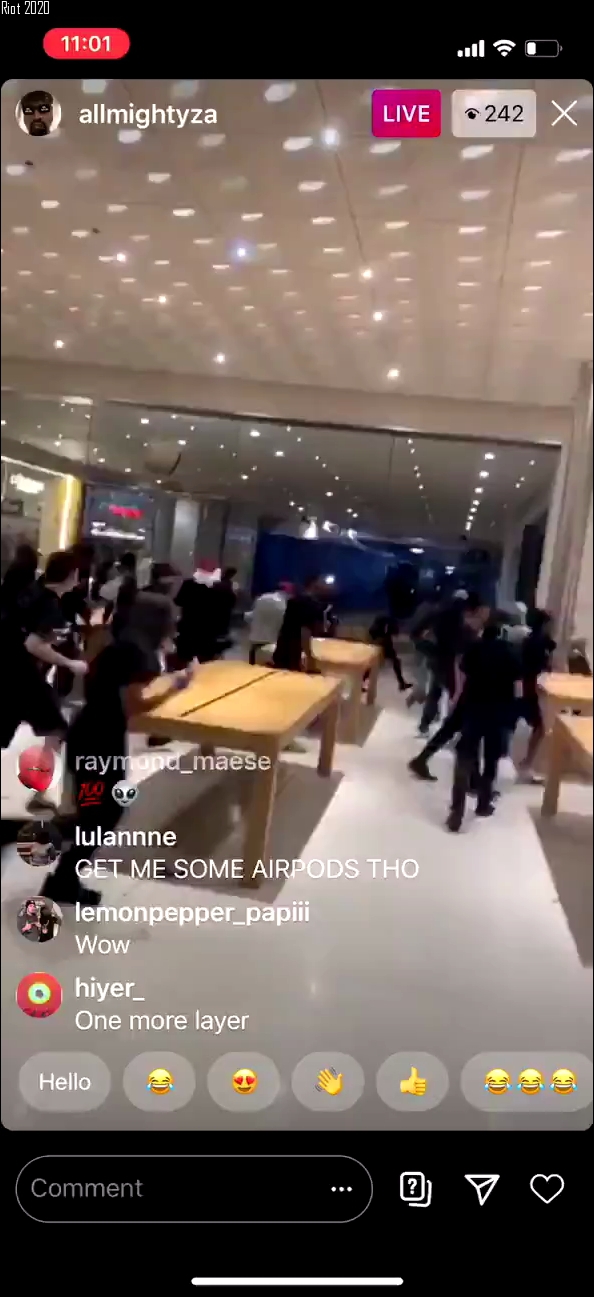 Riot 2020
11:01
allmightyza
LIVE
242
raymond_maese
💯👽
lulannne
GET ME SOME AIRPODS THO
lemonpepper_papiii
Wow
hiyer_
One more layer
Hello 😂 😍 👋 👍 😂😂😂
Comment